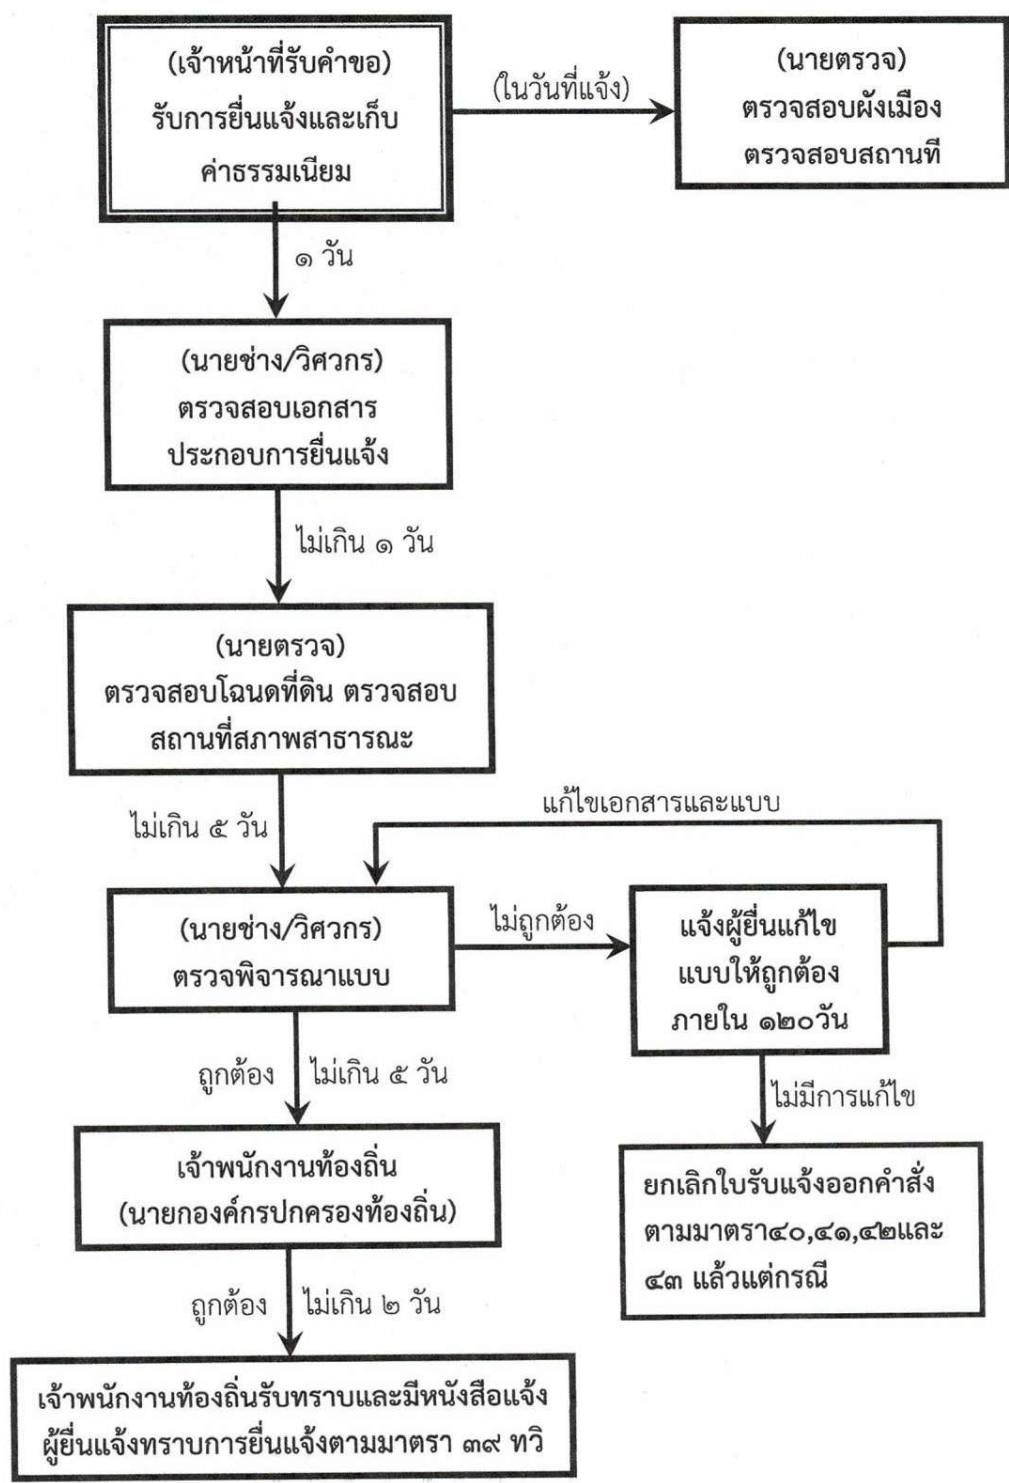 (เจ้าหน้าที่รับคำขอ)
รับการยื่นแจ้งและเก็บ
ค่าธรรมเนียม
(ในวันที่แจ้ง)
(นายตรวจ)
ตรวจสอบผังเมือง
ตรวจสอบสถานที
๑ วัน
(นายช่าง/วิศวกร)
ตรวจสอบเอกสาร
ประกอบการยื่นแจ้ง
ไม่เกิน ๑ วัน
(นายตรวจ)
ตรวจสอบโฉนดที่ดิน ตรวจสอบ
สถานที่สภาพสาธารณะ
ไม่เกิน ๕ วัน
แก้ไขเอกสารและแบบ
(นายช่าง/วิศวกร)
ตรวจพิจารณาแบบ
ไม่ถูกต้อง
แจ้งผู้ยื่นแก้ไข
แบบให้ถูกต้อง
ภายใน ๑๒๐วัน
ถูกต้อง ไม่เกิน ๕ วัน
ไม่มีการแก้ไข
เจ้าพนักงานท้องถิ่น
(นายกองค์กรปกครองท้องถิ่น)
ยกเลิกใบรับแจ้งออกคำสั่ง
ตามมาตรา๔๐,๔๑,๔๒และ
๔๓ แล้วแต่กรณี
ถูกต้อง ไม่เกิน ๒ วัน
เจ้าพนักงานท้องถิ่นรับทราบและมีหนังสือแจ้ง
ผู้ยื่นแจ้งทราบการยื่นแจ้งตามมาตรา ๓๙ ทวิ